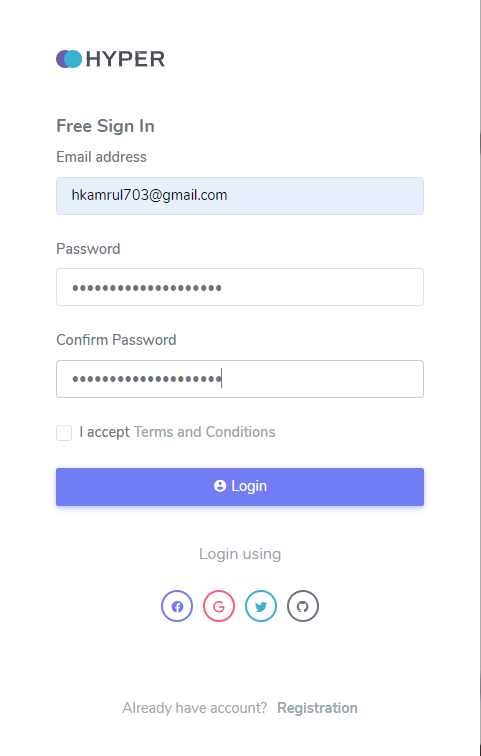 HYPER
Free Sign In
Email address
hkamrul703@gmail.com
Password
••••••••••••••••••••
Confirm Password
••••••••••••••••••••
I accept Terms and Conditions
Login
Login using
Already have account? Registration